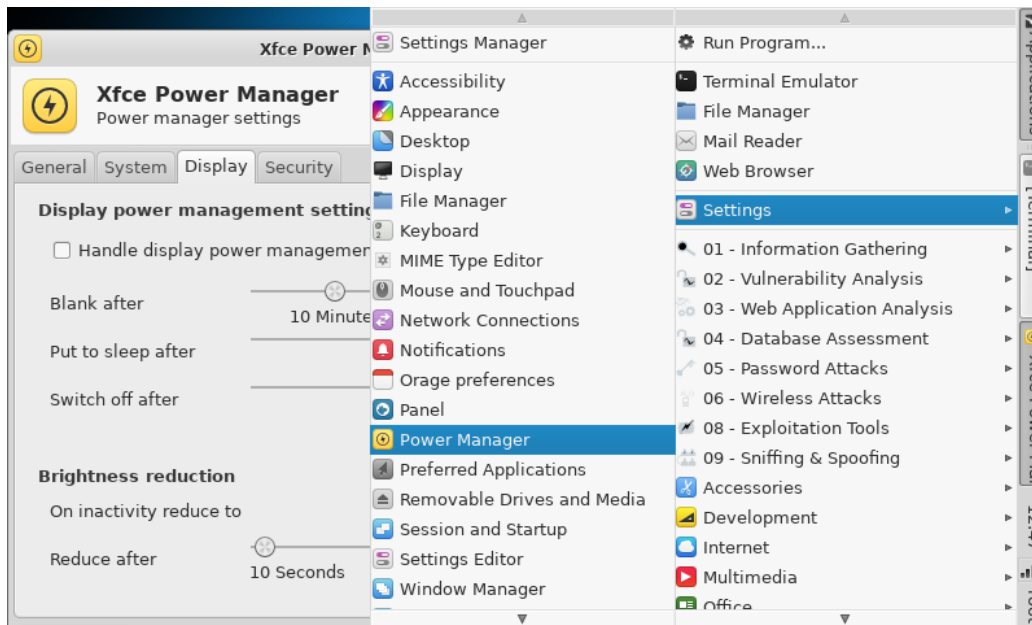 Xfce Power
Xfce Power Manager
Power manager settings
General System Display Security
Display power management
Handle display power
Blank after
10
Put to sleep after
Switch off after
Brightness reduction
On inactivity reduce to
Reduce after
10 Seconds
Settings Manager
Accessibility
Appearance
Desktop
Display
File Manager
Keyboard
MIME Type Editor
Mouse and Touchpad
Network Connections
Notifications
Orage preferences
Panel
Power Manager
Preferred Applications
Removable Drives and Media
Session and Startup
Settings Editor
Window Manager
Run Program...
Terminal Emulator
File Manager
Mail Reader
Web Browser
Settings
01 - Information Gathering
02 - Vulnerability Analysis
03 - Web Application Analysis
04 - Database Assessment
05 - Password Attacks
06 - Wireless Attacks
08 - Exploitation Tools
09 - Sniffing & Spoofing
Accessories
Development
Internet
Multimedia
Office